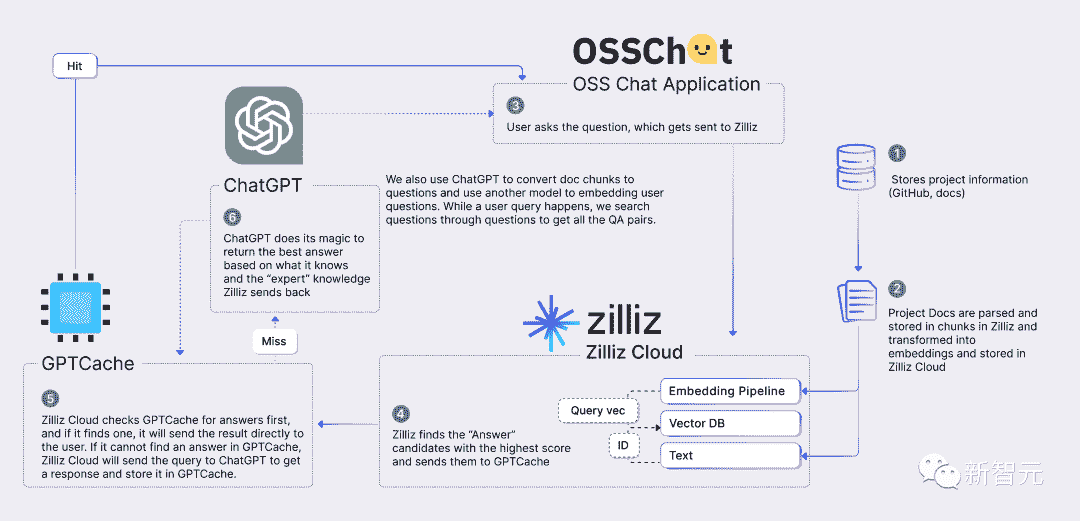 Hit
OSSChat
OSS Chat Application
3
User asks the question, which gets sent to Zilliz
1
Stores project information
(GitHub, docs)
ChatGPT
We also use ChatGPT to convert doc chunks to
questions and use another model to embedding user
questions. While a user query happens, we search
questions through questions to get all the QA pairs.
6
ChatGPT does its magic to
return the best answer
based on what it knows
and the “expert” knowledge
Zilliz sends back
2
Project Docs are parsed and
stored in chunks in Zilliz and
transformed into
embeddings and stored in
Zilliz Cloud
Miss
zilliz
Zilliz Cloud
GPTCache
5
Zilliz Cloud checks GPTCache for answers first,
and if it finds one, it will send the result directly to
the user. If it cannot find an answer in GPTCache,
Zilliz Cloud will send the query to ChatGPT to get
a response and store it in GPTCache.
4
Zilliz finds the “Answer”
candidates with the highest score
and sends them to GPTCache
Query vec
ID
Embedding Pipeline
Vector DB
Text
新智元